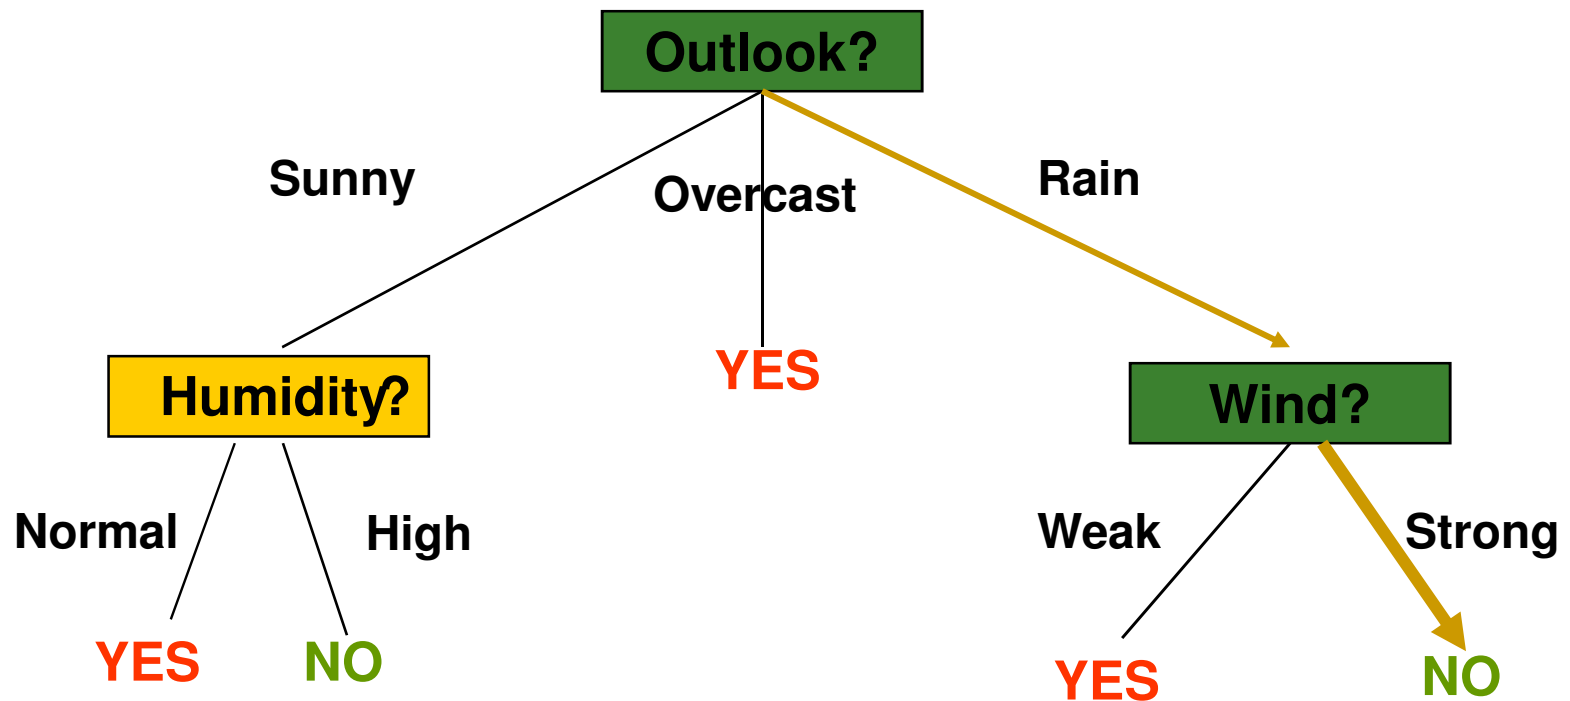 Outlook?
Sunny
Overcast
Rain
Humidity?
YES
Wind?
Normal
High
Weak
Strong
YES
NO
YES
NO